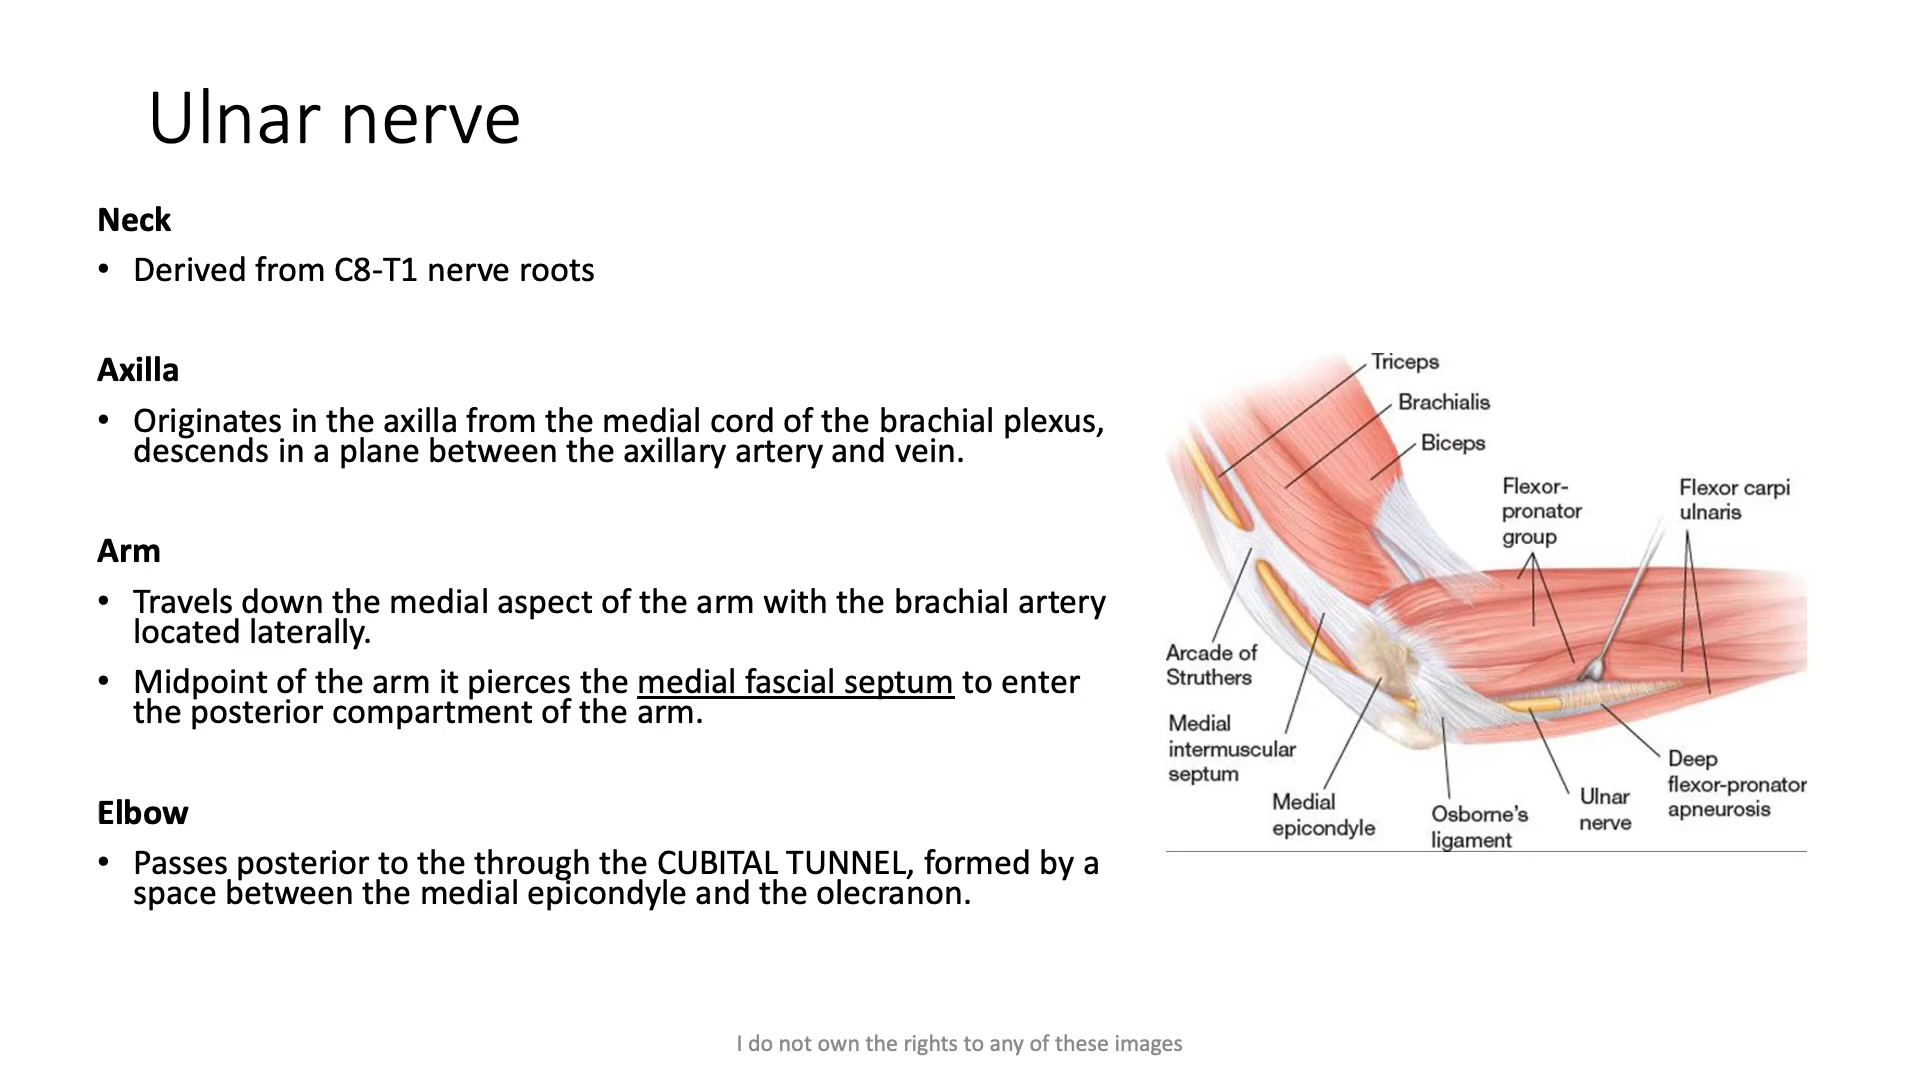 Ulnar nerve
Neck
• Derived from C8-T1 nerve roots
Axilla
• Originates in the axilla from the medial cord of the brachial plexus,
descends in a plane between the axillary artery and vein.
Arm
• Travels down the medial aspect of the arm with the brachial artery
located laterally.
• Midpoint of the arm it pierces the medial fascial septum to enter
the posterior compartment of the arm.
Elbow
• Passes posterior to the through the CUBITAL TUNNEL, formed by a
space between the medial epicondyle and the olecranon.
Triceps
Brachialis
Biceps
Flexor-
pronator
group
Flexor carpi
ulnaris
Arcade of
Struthers
Medial
intermuscular
septum
Medial
epicondyle
Osborne's
ligament
Ulnar
nerve
Deep
flexor-pronator
apneurosis
I do not own the rights to any of these images